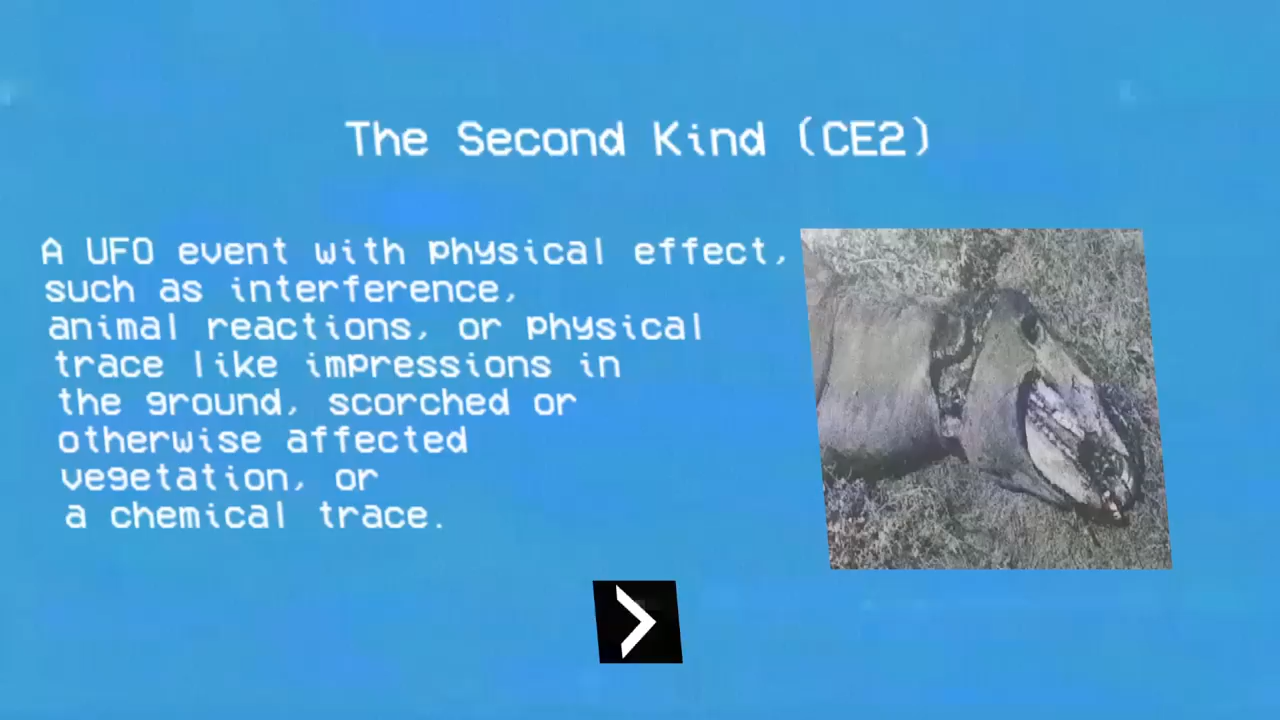 The Second Kind (CE2)
A UFO event with physical effect,
such as interference,
animal reactions, or physical
trace like impressions in
the ground, scorched or
otherwise affected
vegetation, or
a chemical trace.